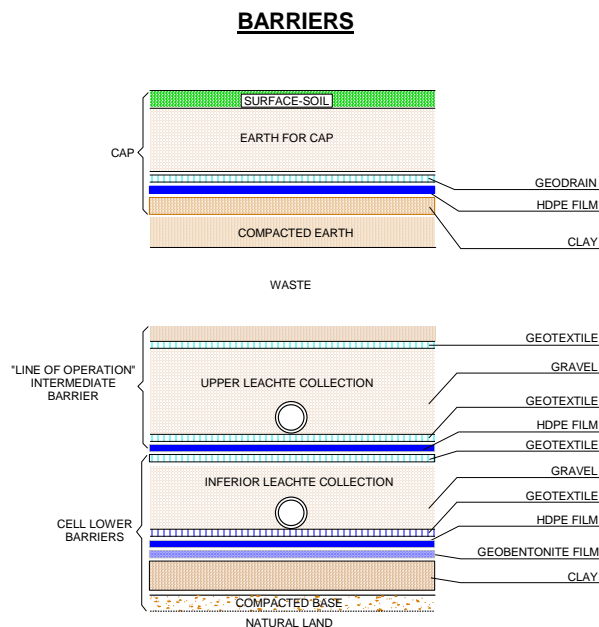 BARRIERS
SURFACE-SOIL
EARTH FOR CAP
CAP
GEODRAIN
HDPE FILM
COMPACTED EARTH
CLAY
WASTE
GEOTEXTILE
"LINE OF OPERATION"
INTERMEDIATE
BARRIER
UPPER LEACHTE COLLECTION
GRAVEL
GEOTEXTILE
HDPE FILM
GEOTEXTILE
INFERIOR LEACHTE COLLECTION
GRAVEL
GEOTEXTILE
CELL LOWER
BARRIERS
HDPE FILM
GEOBENTONITE FILM
CLAY
COMPACTED BASE
NATURAL LAND